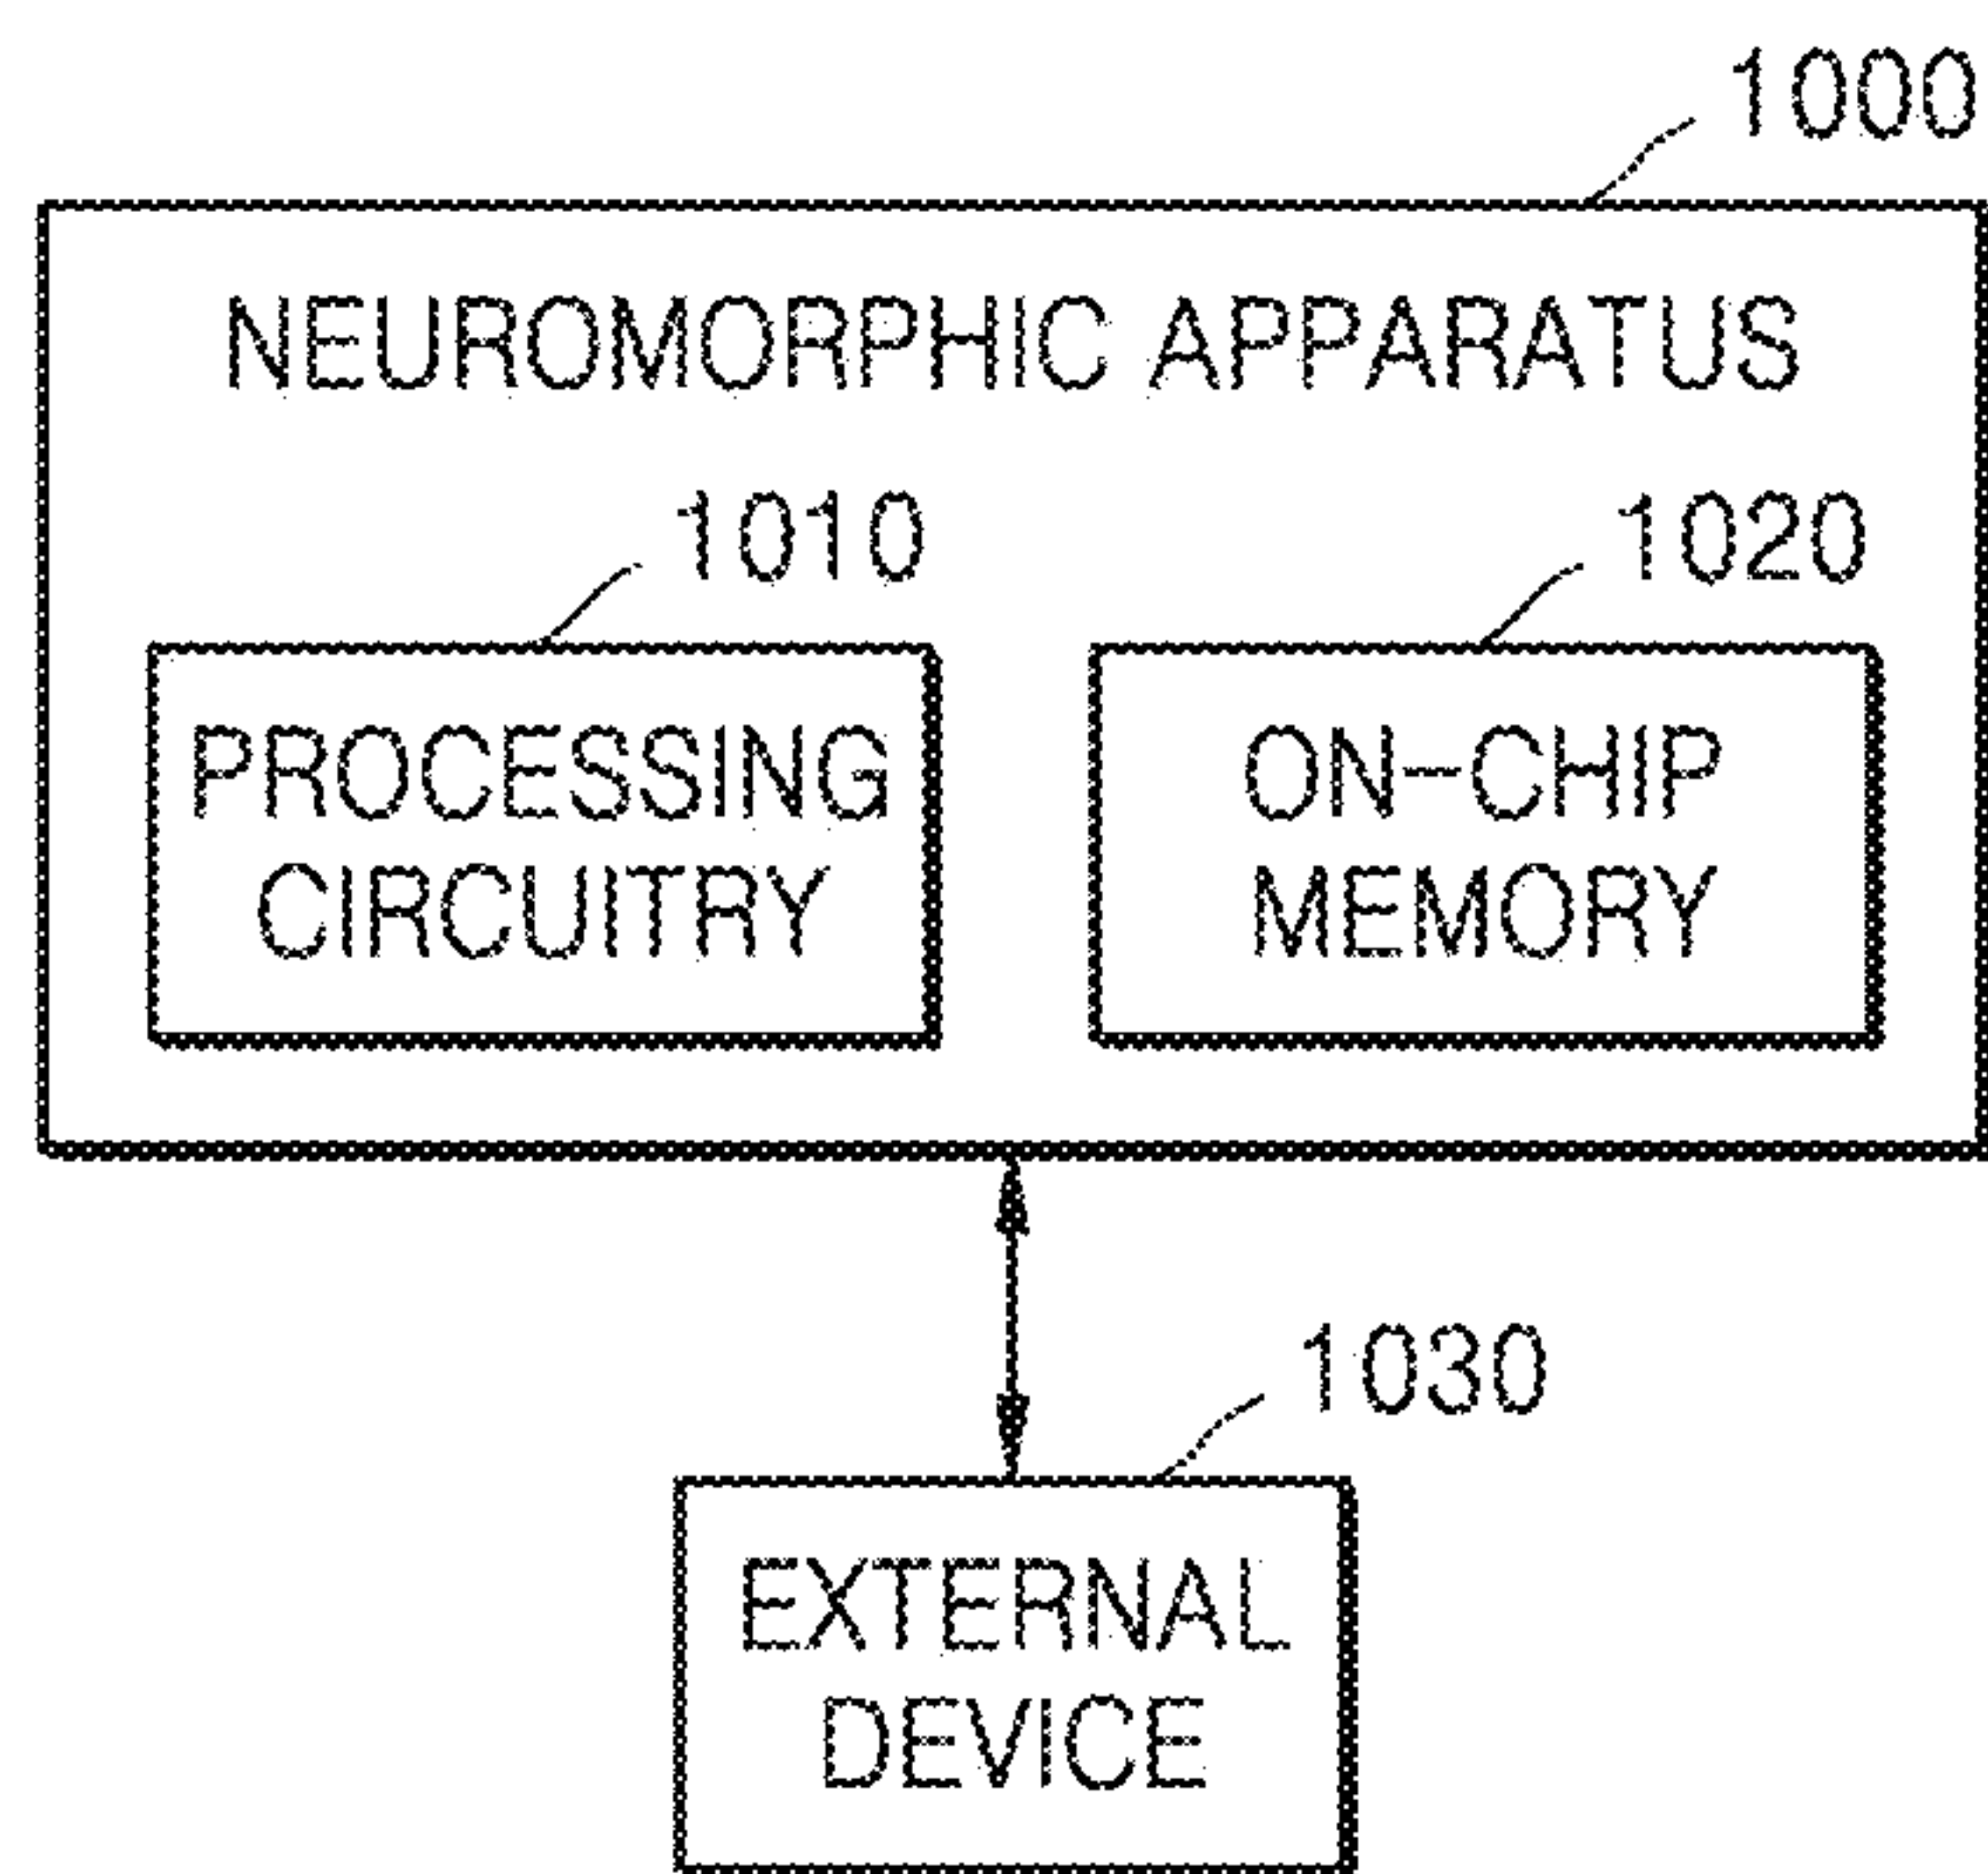 1000
NEUROMORPHIC APPARATUS
1010
1020
PROCESSING
CIRCUITRY
ON-CHIP
MEMORY
1030
EXTERNAL
DEVICE